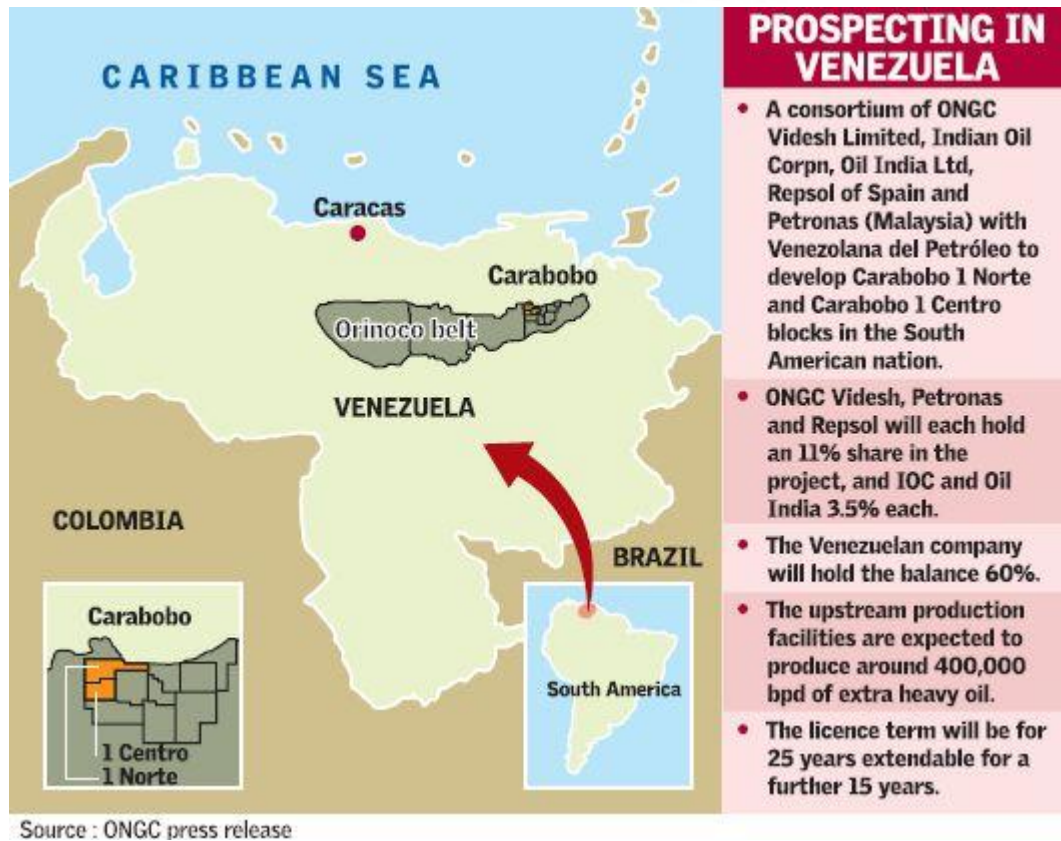 CARIBBEAN SEA
Caracas
Carabobo
Orinoco belt
VENEZUELA
COLOMBIA
BRAZIL
Carabobo
1 Centro
1 Norte
South America
PROSPECTING IN
VENEZUELA
• A consortium of ONGC
Videsh Limited, Indian Oil
Corpn, Oil India Ltd,
Repsol of Spain and
Petronas (Malaysia) with
Venezolana del Petróleo to
develop Carabobo 1 Norte
and Carabobo 1 Centro
blocks in the South
American nation.
• ONGC Videsh, Petronas
and Repsol will each hold
an 11% share in the
project, and IOC and Oil
India 3.5% each.
• The Venezuelan company
will hold the balance 60%.
• The upstream production
facilities are expected to
produce around 400,000
bpd of extra heavy oil.
• The licence term will be for
25 years extendable for a
further 15 years.
Source : ONGC press release